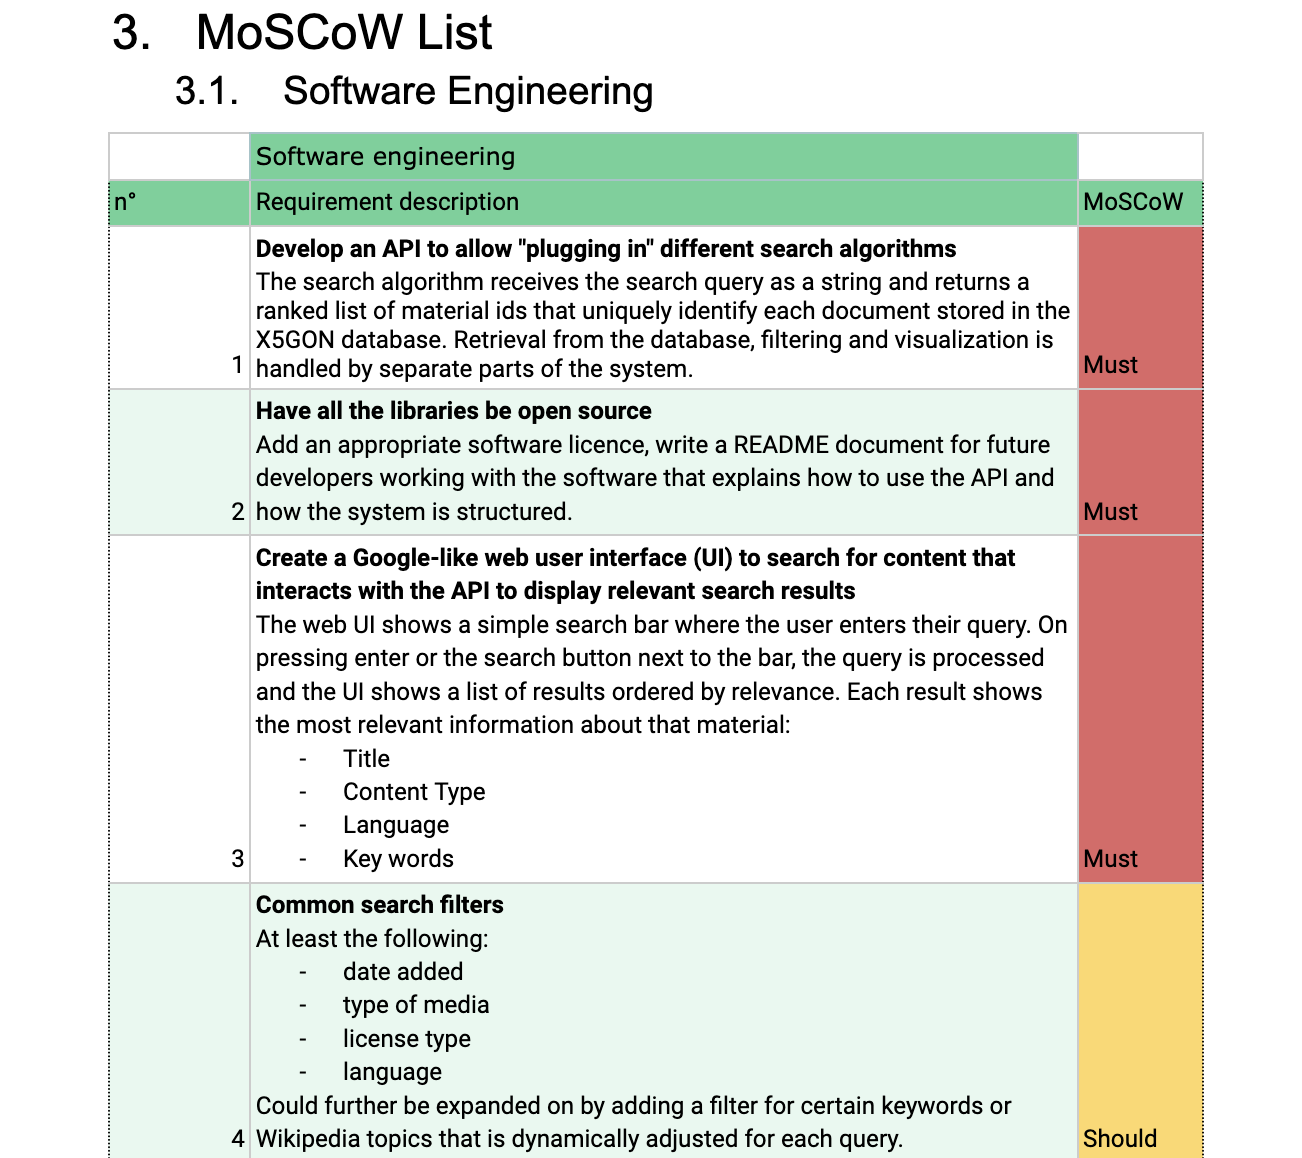 3. MoSCoW List
3.1. Software Engineering
Software engineering
n° Requirement description MoSCoW
Develop an API to allow "plugging in" different search algorithms
The search algorithm receives the search query as a string and returns a
ranked list of material ids that uniquely identify each document stored in the
X5GON database. Retrieval from the database, filtering and visualization is
1 handled by separate parts of the system. Must
Have all the libraries be open source
Add an appropriate software licence, write a README document for future
developers working with the software that explains how to use the API and
2 how the system is structured. Must
Create a Google-like web user interface (UI) to search for content that
interacts with the API to display relevant search results
The web UI shows a simple search bar where the user enters their query. On
pressing enter or the search button next to the bar, the query is processed
and the UI shows a list of results ordered by relevance. Each result shows
the most relevant information about that material:
- Title
- Content Type
- Language
3 - Key words Must
Common search filters
At least the following:
- date added
- type of media
- license type
- language
Could further be expanded on by adding a filter for certain keywords or
4 Wikipedia topics that is dynamically adjusted for each query. Should